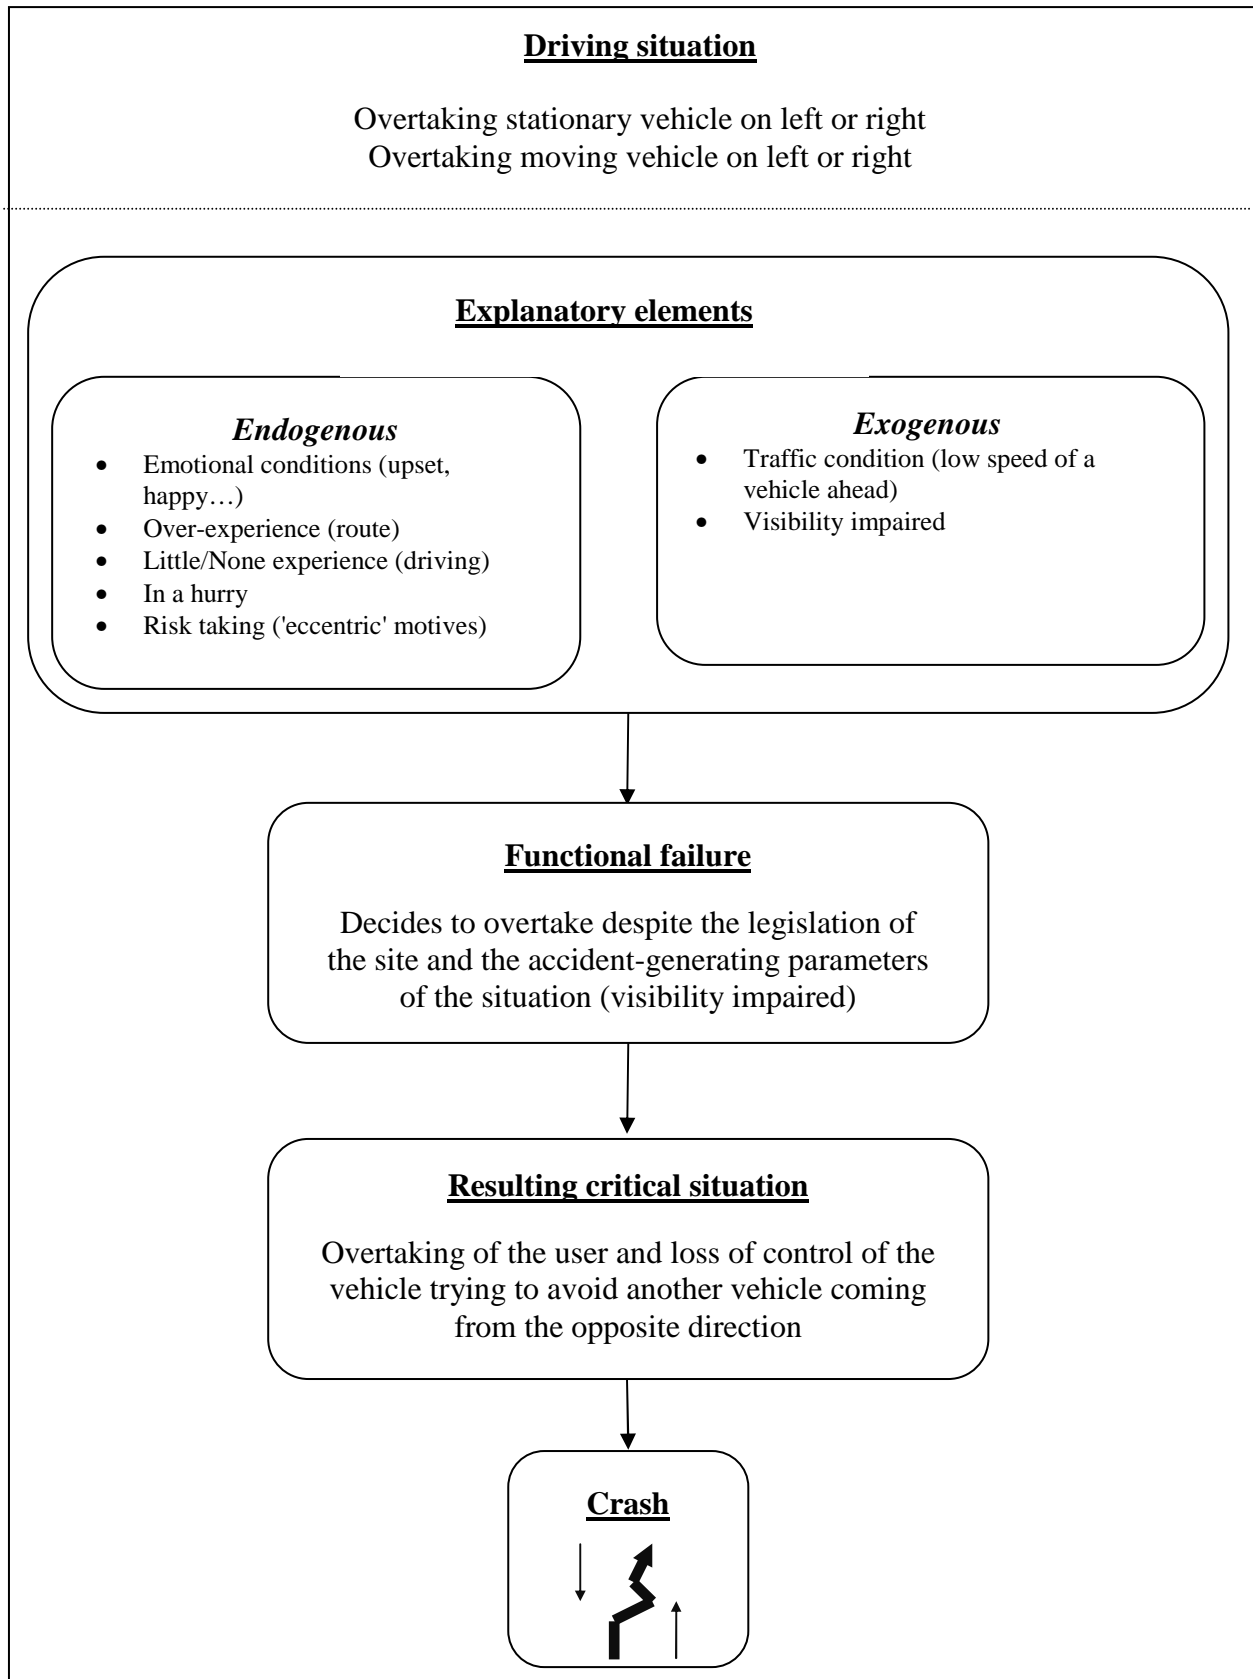 Driving situation
Overtaking stationary vehicle on left or right
Overtaking moving vehicle on left or right
Explanatory elements
Endogenous
• Emotional conditions (upset,
happy…)
• Over-experience (route)
• Little/None experience (driving)
• In a hurry
• Risk taking ('eccentric' motives)
Exogenous
• Traffic condition (low speed of a
vehicle ahead)
• Visibility impaired
Functional failure
Decides to overtake despite the legislation of
the site and the accident-generating parameters
of the situation (visibility impaired)
Resulting critical situation
Overtaking of the user and loss of control of the
vehicle trying to avoid another vehicle coming
from the opposite direction
Crash